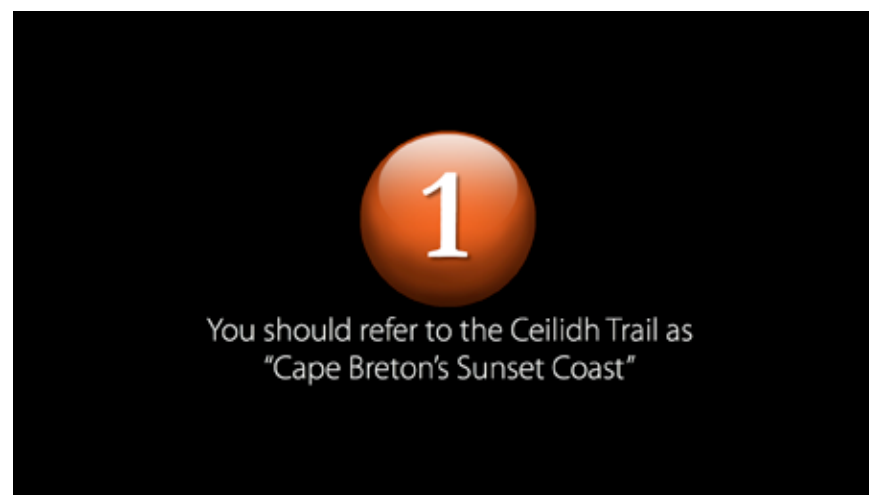 1
You should refer to the Ceilidh Trail as
“Cape Breton’s Sunset Coast”